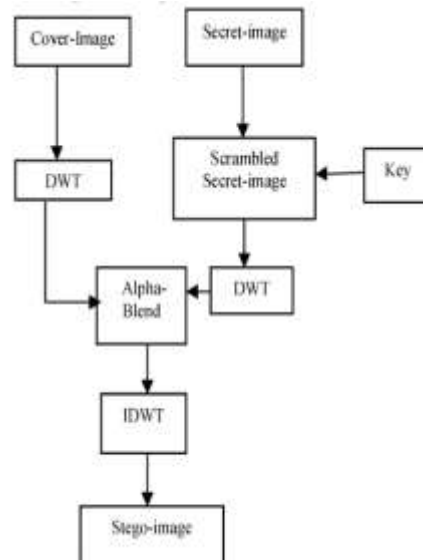 Cover-Image
Secret-image
Scrambled
Secret-image
Key
DWT
Alpha-
Blend
DWT
IDWT
Stego-image